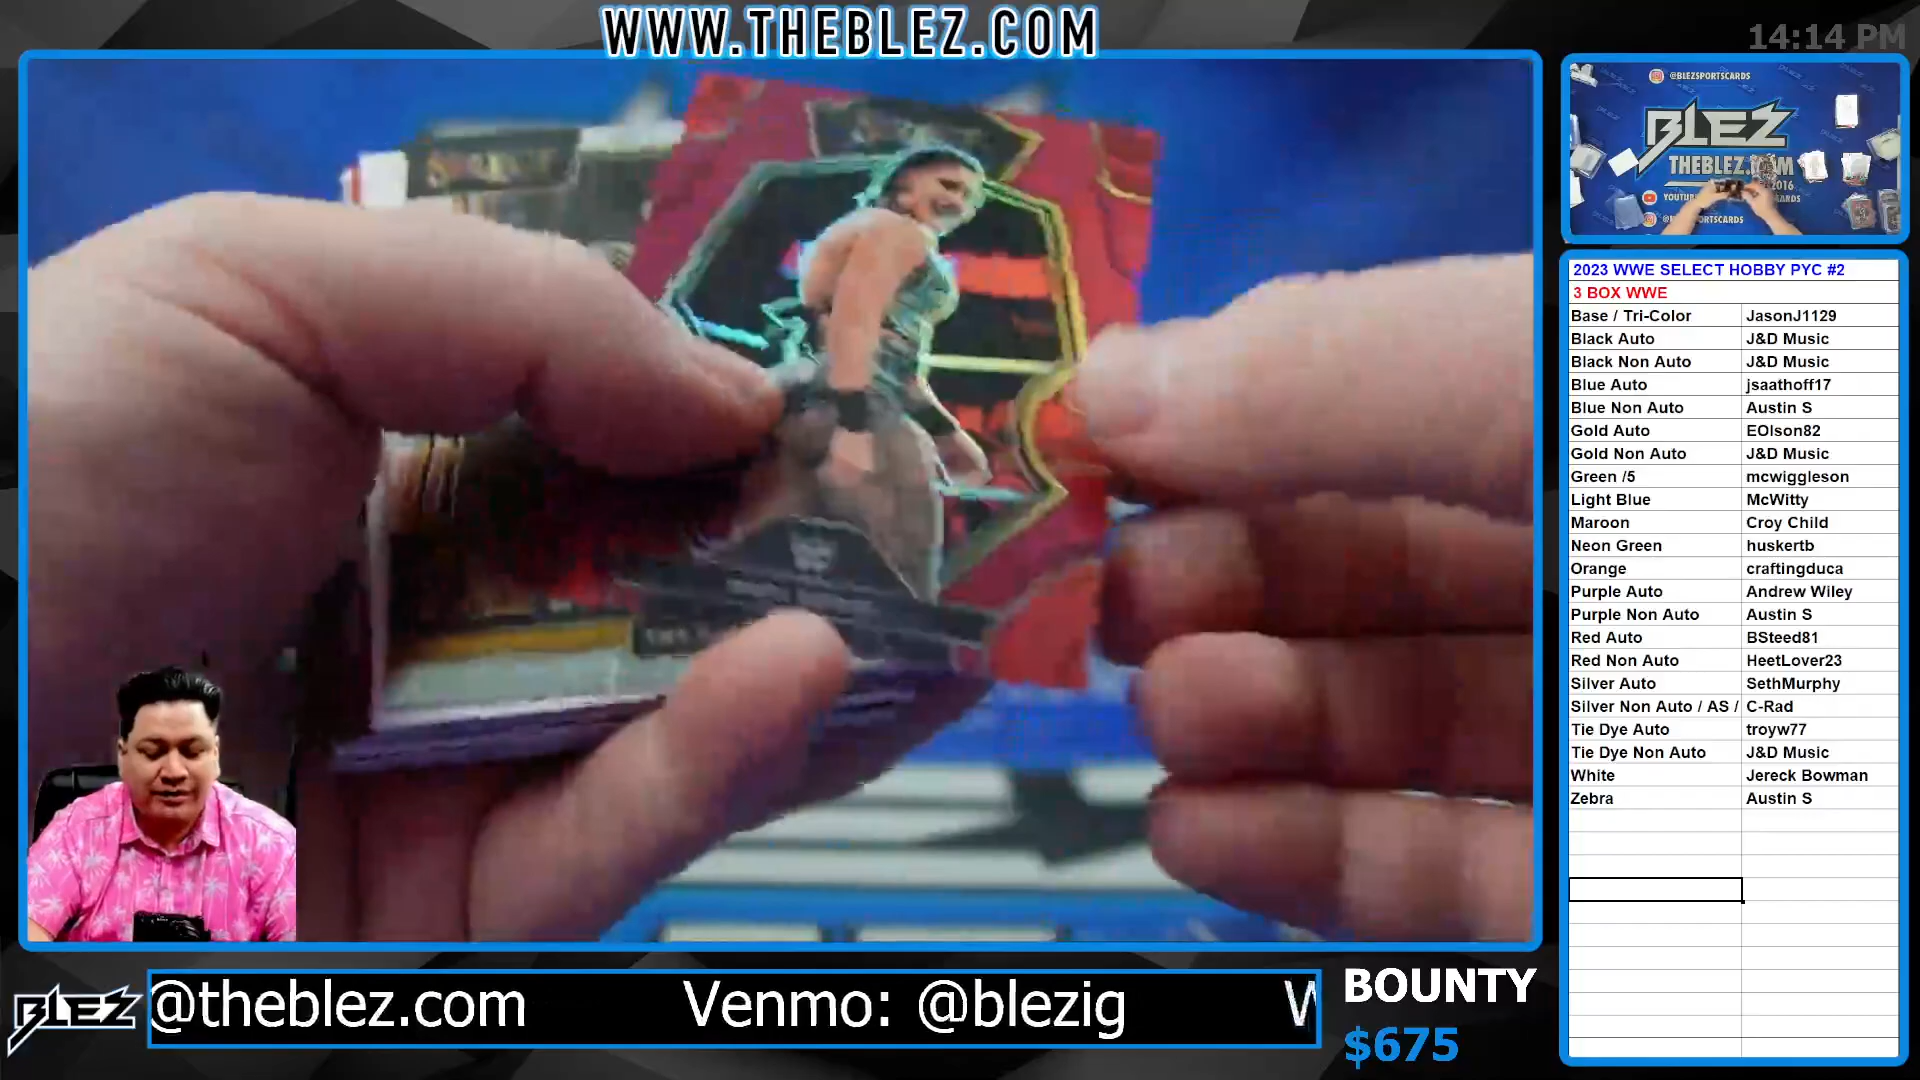 WWW.THEBLEZ.COM
14:14 PM
@BLEZSPORTSCARDS
BLEZ
THEBLEZ.COM
2016
2023 WWE SELECT HOBBY PYC #2
3 BOX WWE
Base / Tri-Color JasonJ1129
Black Auto J&D Music
Black Non Auto J&D Music
Blue Auto jsaathoff17
Blue Non Auto Austin S
Gold Auto EOlson82
Gold Non Auto J&D Music
Green /5 mcwiggleson
Light Blue McWitty
Maroon Croy Child
Neon Green huskertb
Orange craftingduca
Purple Auto Andrew Wiley
Purple Non Auto Austin S
Red Auto BSteed81
Red Non Auto HeetLover23
Silver Auto SethMurphy
Silver Non Auto / AS / C-Rad
Tie Dye Auto troyw77
Tie Dye Non Auto J&D Music
White Jereck Bowman
Zebra Austin S
BLEZ
@theblez.com Venmo: @blezig W
BOUNTY
$675